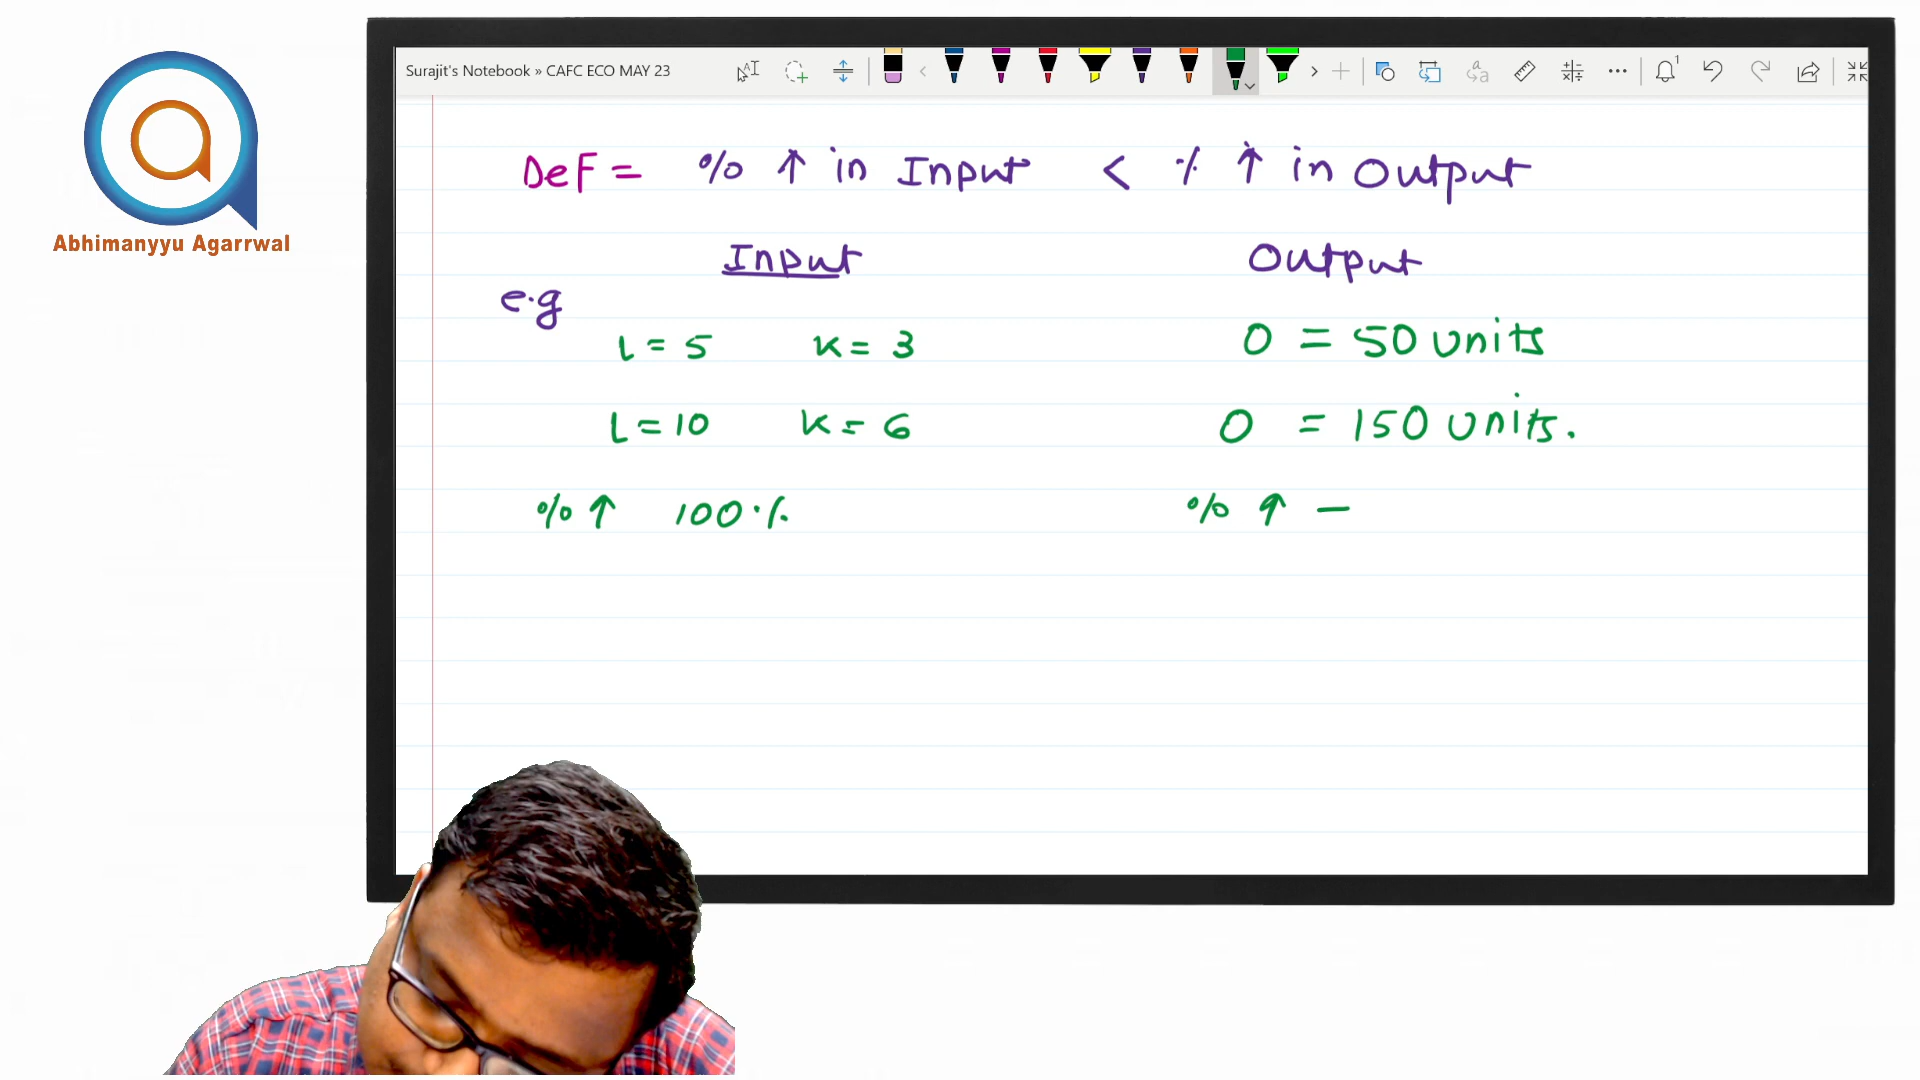 Surajit's Notebook » CAFC ECO MAY 23
Abhimanyyu Agarrwal
DeF = % ↑ in Input < % ↑ in Output
Input Output
e.g
L = 5 K = 3 O = 50 units
L = 10 K = 6 O = 150 units.
% ↑ 100% % ↑ —